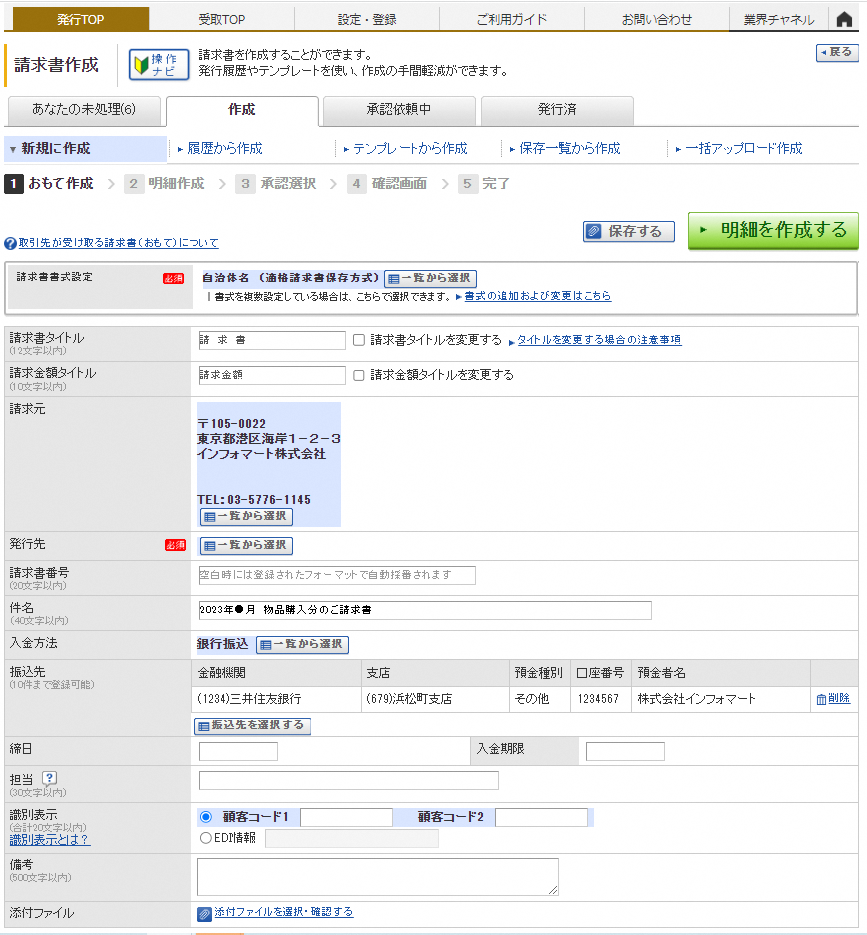 発行TOP 受取TOP 設定・登録 ご利用ガイド お問い合わせ 業界チャネル
請求書作成 操作ナビ 請求書を作成することができます。
発行履歴やテンプレートを使い、作成の手間軽減ができます。
戻る
あなたの未処理(6) 作成 承認依頼中 発行済
新規に作成 履歴から作成 テンプレートから作成 保存一覧から作成 一括アップロード作成
1 おもて作成 2 明細作成 3 承認選択 4 確認画面 5 完了
取引先が受け取る請求書(おもて)について 保存する 明細を作成する
請求書書式設定 必須 自治体名 (適格請求書保存方式) 一覧から選択
書式を複数設定している場合は、こちらで選択できます。 書式の追加および変更はこちら
請求書タイトル 請 求 書 請求書タイトルを変更する タイトルを変更する場合の注意事項
(12文字以内)
請求金額タイトル 請求金額 請求金額タイトルを変更する
(10文字以内)
請求元
〒105-0022
東京都港区海岸1-2-3
インフォマート株式会社
TEL:03-5776-1145
一覧から選択
発行先 必須 一覧から選択
請求書番号 空白時には登録されたフォーマットで自動採番されます
(20文字以内)
件名 2023年●月 物品購入分のご請求書
(40文字以内)
入金方法 銀行振込 一覧から選択
振込先 金融機関 支店 預金種別 口座番号 預金者名
(10件まで登録可能)
(1234)三井住友銀行 (679)浜松町支店 その他 1234567 株式会社インフォマート 削除
振込先を選択する
締日 入金期限
担当 ?
(30文字以内)
識別表示 顧客コード1 顧客コード2
(合計20文字以内)
識別表示とは? EDI情報
備考
(500文字以内)
添付ファイル 添付ファイルを選択・確認する